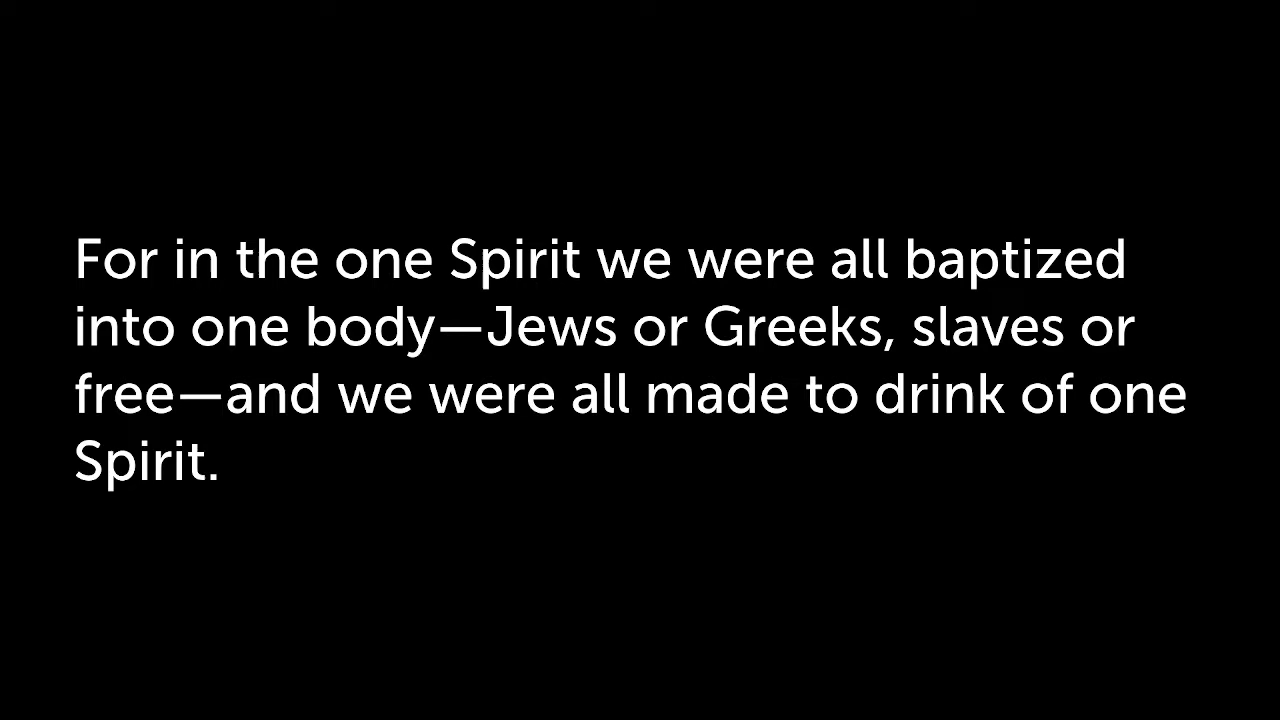 For in the one Spirit we were all baptized
into one body—Jews or Greeks, slaves or
free—and we were all made to drink of one
Spirit.